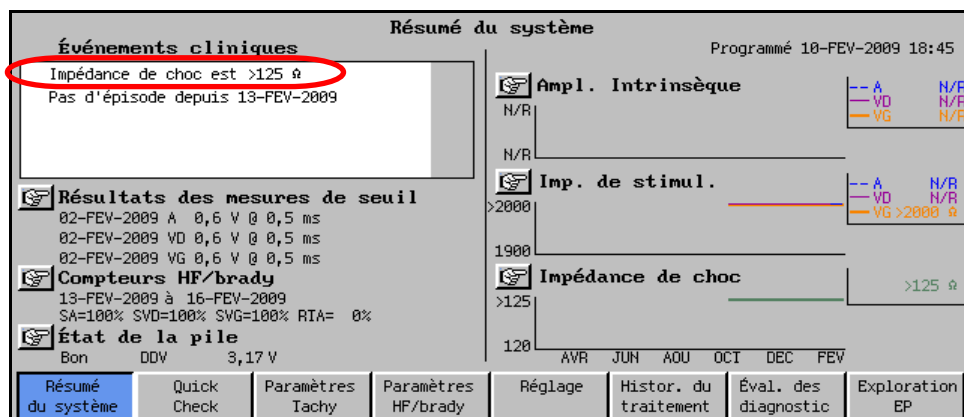 Résumé du système
Événements cliniques
Programmé 10-FEV-2009 18:45
Impédance de choc est >125 Ω
Pas d'épisode depuis 13-FEV-2009
Résultats des mesures de seuil
02-FEV-2009 A 0,6 V @ 0,5 ms
02-FEV-2009 VD 0,6 V @ 0,5 ms
02-FEV-2009 VG 0,6 V @ 0,5 ms
Compteurs HF/brady
13-FEV-2009 à 16-FEV-2009
SA=100% SVD=100% SVG=100% RTA= 0%
État de la pile
Bon DDV 3,17 V
Ampl. Intrinsèque
N/R
N/R
-- A N/R
VD N/R
VG N/R
Imp. de stimul.
>2000
1900
-- A N/R
VD N/R
VG >2000 Ω
Impédance de choc
>125
120
>125 Ω
AVR JUN AOU OCT DEC FEV
Résumé du système
Quick Check
Paramètres Tachy
Paramètres HF/brady
Réglage
Histor. du traitement
Éval. des diagnostic
Exploration EP